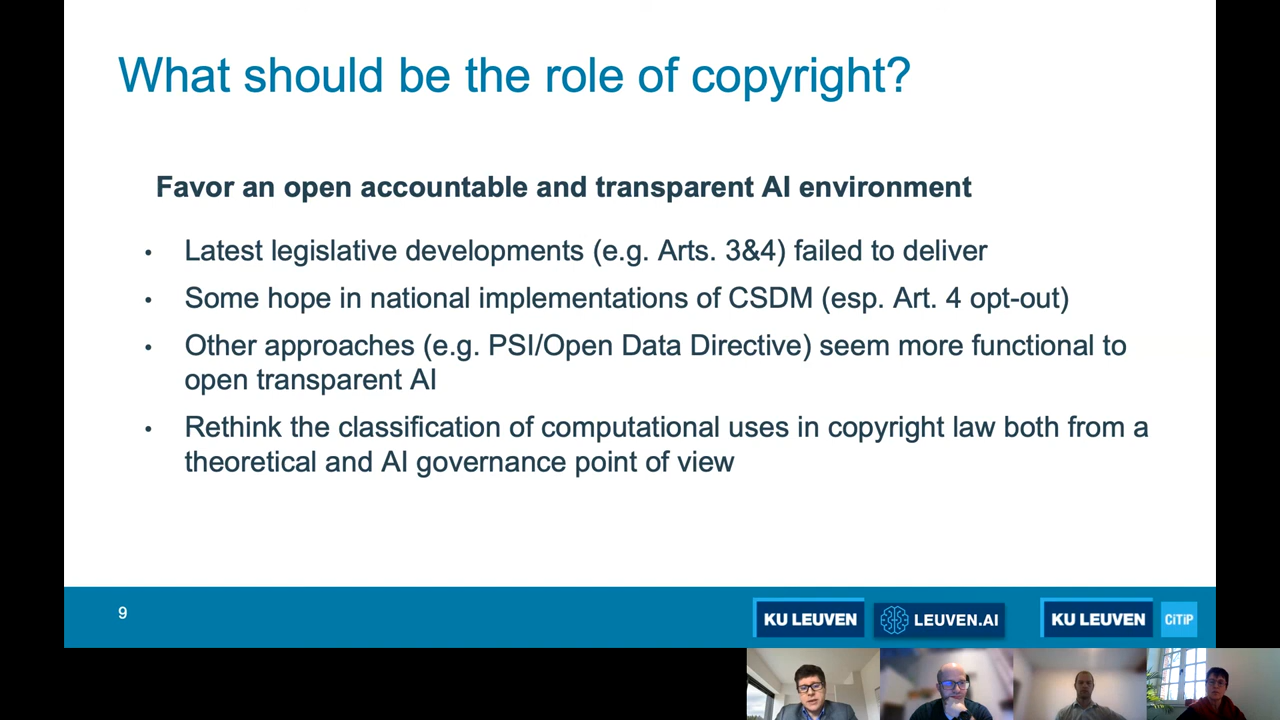 What should be the role of copyright?
Favor an open accountable and transparent AI environment
• Latest legislative developments (e.g. Arts. 3&4) failed to deliver
• Some hope in national implementations of CSDM (esp. Art. 4 opt-out)
• Other approaches (e.g. PSI/Open Data Directive) seem more functional to
open transparent AI
• Rethink the classification of computational uses in copyright law both from a
theoretical and AI governance point of view
9
KU LEUVEN
LEUVEN.AI
KU LEUVEN
CiTiP